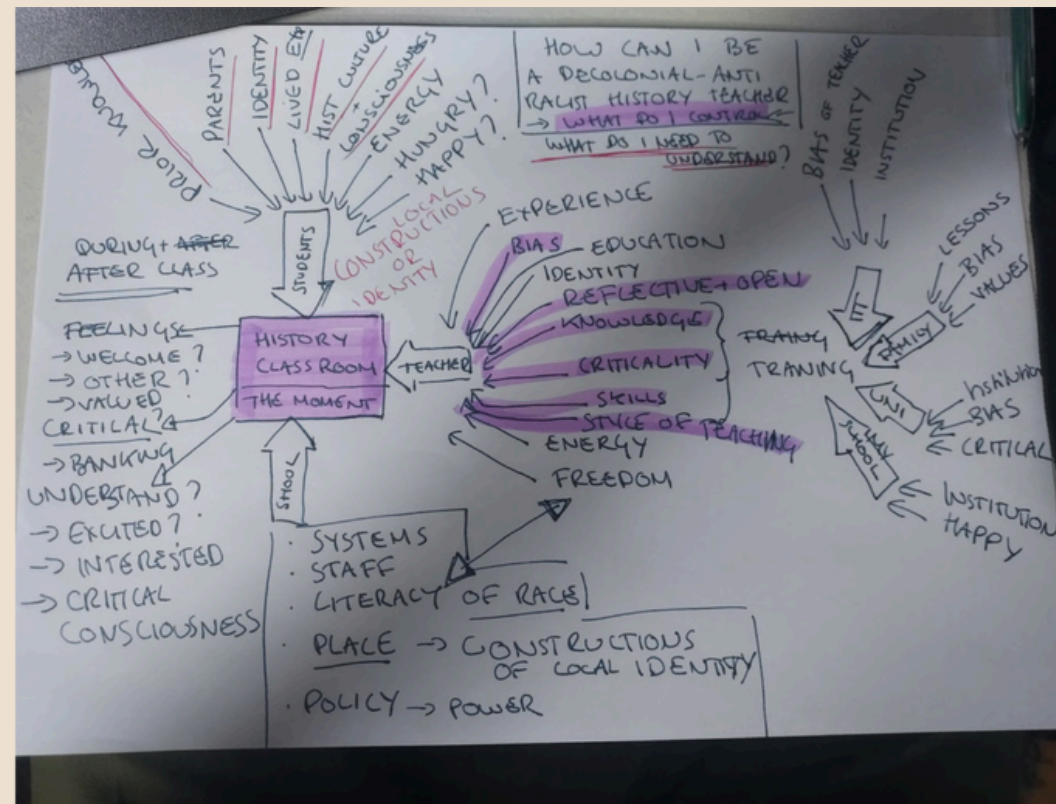 PRIOR
PARENTS
IDENTITY
LIVED EXP
HIST CULTURE
+
CONSCIOUSNESS
ENERGY
HUNGRY?
HAPPY?
STUDENTS
LOCAL
CONSTRUCTIONS
OR
IDENTITY
HOW CAN I BE
A DECOLONIAL-ANTI
RACIST HISTORY TEACHER
→ WHAT DO I CONTROL
WHAT DO I NEED TO
UNDERSTAND?
BIAS OF TEACHER
IDENTITY
INSTITUTION
DURING + AFTER
AFTER CLASS
FEELINGS
→ WELCOME?
→ OTHER?
→ VALUED
CRITICAL?
→ BANKING
UNDERSTAND?
→ EXCITED?
→ INTERESTED
→ CRITICAL
CONSCIOUSNESS
HISTORY
CLASS ROOM
THE MOMENT
TEACHER
EXPERIENCE
BIAS
EDUCATION
IDENTITY
REFLECTIVE + OPEN
KNOWLEDGE
CRITICALITY
SKILLS
STYLE OF TEACHING
ENERGY
FREEDOM
TRAING
TRANING
LESSONS
BIAS
VALUES
FAMILY
UNI
BIAS
CRITICAL
SCHOOL
INSTITUTION
HAPPY
SHOOL
· SYSTEMS
· STAFF
· LITERACY OF RACE
· PLACE → CONSTRUCTIONS
OF LOCAL IDENTITY
· POLICY → POWER